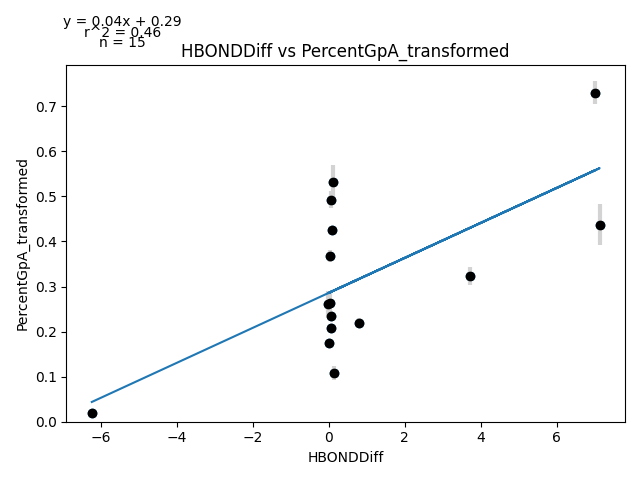 y = 0.04x + 0.29
r^2 = 0.46
n = 15
HBONDDiff vs PercentGpA_transformed
PercentGpA_transformed
0.7
0.6
0.5
0.4
0.3
0.2
0.1
0.0
−6
−4
−2
0
2
4
6
HBONDDiff